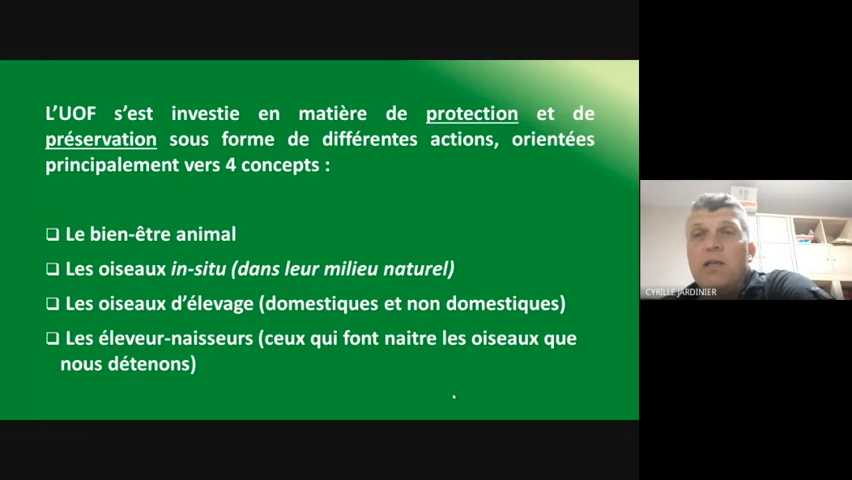 L'UOF s'est investie en matière de protection et de
préservation sous forme de différentes actions, orientées
principalement vers 4 concepts :
❑ Le bien-être animal
❑ Les oiseaux in-situ (dans leur milieu naturel)
❑ Les oiseaux d'élevage (domestiques et non domestiques)
❑ Les éleveur-naisseurs (ceux qui font naitre les oiseaux que
nous détenons)
CYRILLE JARDINIER